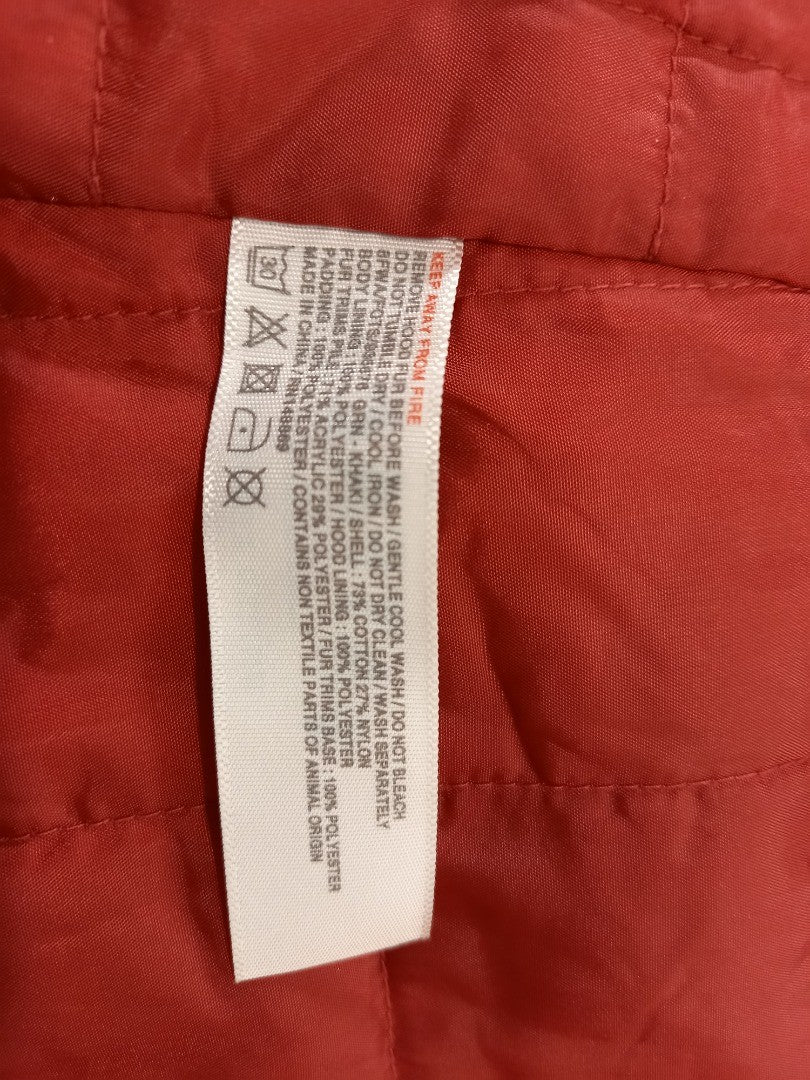 KEEP AWAY FROM FIRE
REMOVE HOOD FUR BEFORE WASH / GENTLE COOL WASH / DO NOT BLEACH
DO NOT TUMBLE DRY / COOL IRON / DO NOT DRY CLEAN / WASH SEPARATELY
GRN - KHAKI / SHELL : 73% COTTON 27% NYLON
BODY LINING : 100% POLYESTER / HOOD LINING : 100% POLYESTER
FUR TRIMS PILE : 71% ACRYLIC 29% POLYESTER / FUR TRIMS BASE : 100% POLYESTER
PADDING : 100% POLYESTER / CONTAINS NON TEXTILE PARTS OF ANIMAL ORIGIN
MADE IN CHINA / RN
30